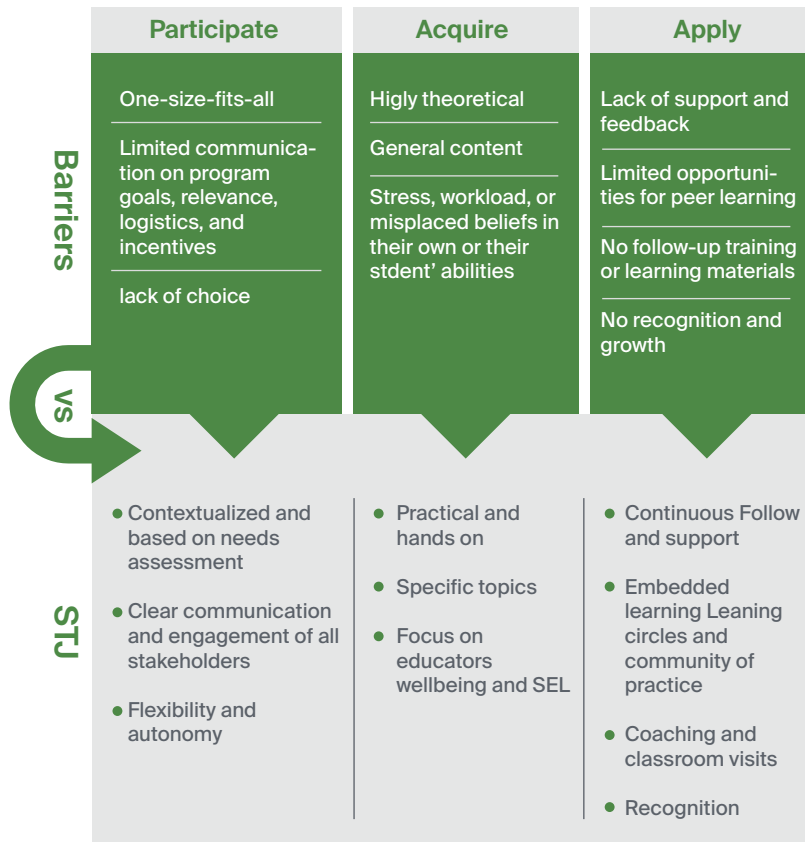 Participate
Acquire
Apply
Barriers
One-size-fits-all
Limited communica-
tion on program
goals, relevance,
logistics, and
incentives
lack of choice
Higly theoretical
General content
Stress, workload, or
misplaced beliefs in
their own or their
stdent' abilities
Lack of support and
feedback
Limited opportuni-
ties for peer learning
No follow-up training
or learning materials
No recognition and
growth
vs
STJ
Contextualized and
based on needs
assessment
Clear communication
and engagement of all
stakeholders
Flexibility and
autonomy
Practical and
hands on
Specific topics
Focus on
educators
wellbeing and SEL
Continuous Follow
and support
Embedded
learning Leaning
circles and
community of
practice
Coaching and
classroom visits
Recognition